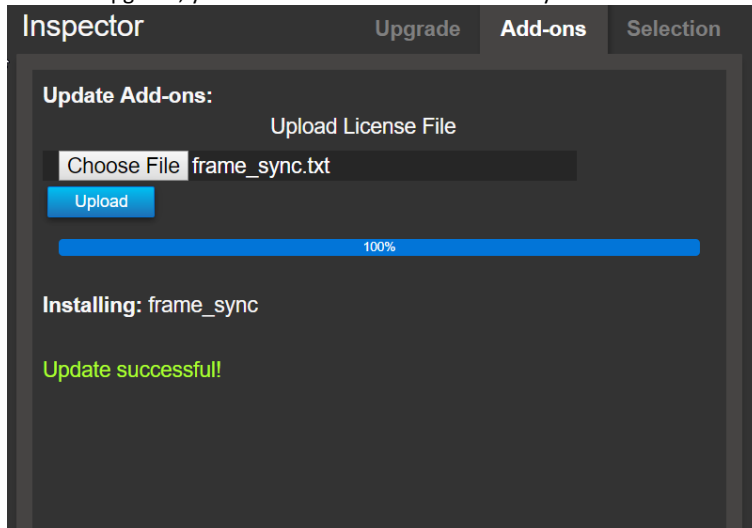 Inspector Upgrade Add-ons Selection
Update Add-ons:
Upload License File
Choose File frame_sync.txt
Upload
100%
Installing: frame_sync
Update successful!